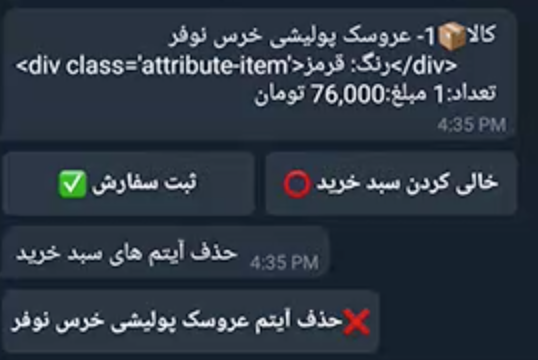 کالا📦1- عروسک پولیشی خرس نوفر
<div class='attribute-item'>رنگ: قرمز</div>
تعداد:1 مبلغ:76,000 تومان
4:35 PM
خالی کردن سبد خرید ⭕
ثبت سفارش ✅
حذف آیتم های سبد خرید
4:35 PM
❌حذف آیتم عروسک پولیشی خرس نوفر